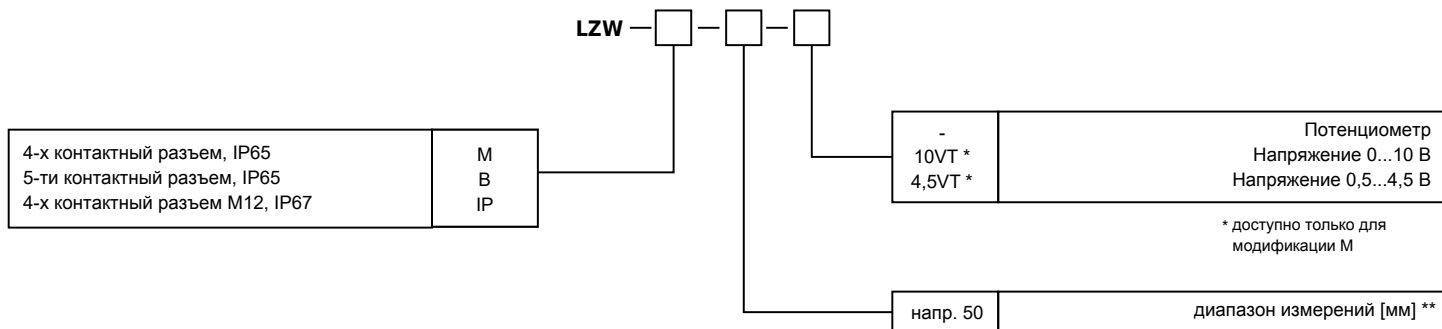 LZW
4-х контактный разъем, IP65 M
5-ти контактный разъем, IP65 B
4-х контактный разъем M12, IP67 IP
- Потенциометр
10VT * Напряжение 0...10 В
4,5VT * Напряжение 0,5...4,5 В
* доступно только для
модификации М
напр. 50 диапазон измерений [мм] **